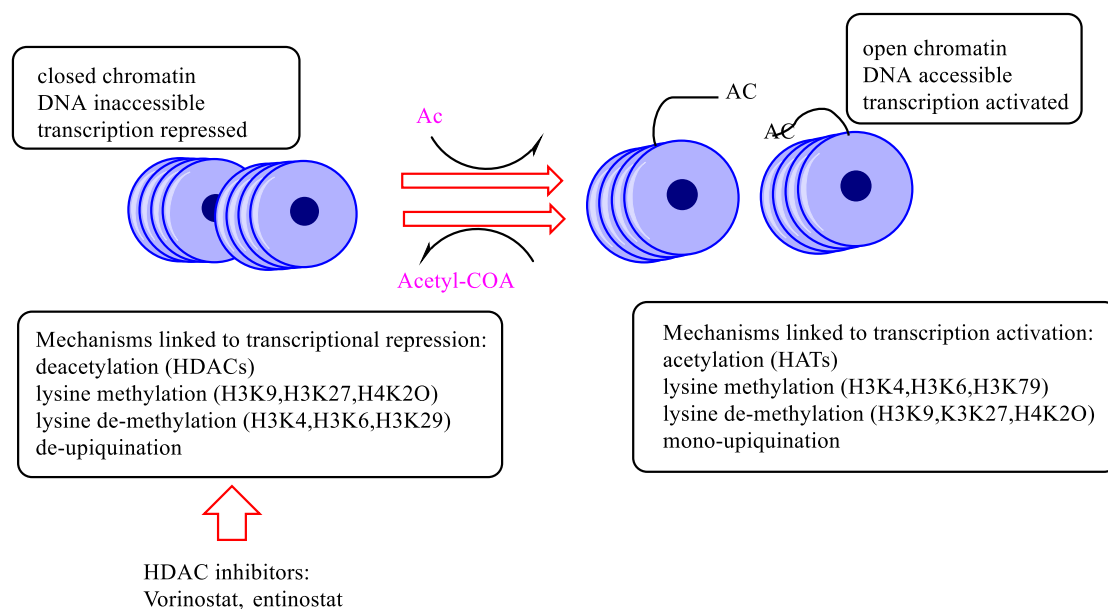 closed chromatin
DNA inaccessible
transcription repressed
Ac
Acetyl-COA
AC
AC
open chromatin
DNA accessible
transcription activated
Mechanisms linked to transcriptional repression:
deacetylation (HDACs)
lysine methylation (H3K9,H3K27,H4K2O)
lysine de-methylation (H3K4,H3K6,H3K29)
de-upiquination
Mechanisms linked to transcription activation:
acetylation (HATs)
lysine methylation (H3K4,H3K6,H3K79)
lysine de-methylation (H3K9,K3K27,H4K2O)
mono-upiquination
HDAC inhibitors:
Vorinostat, entinostat